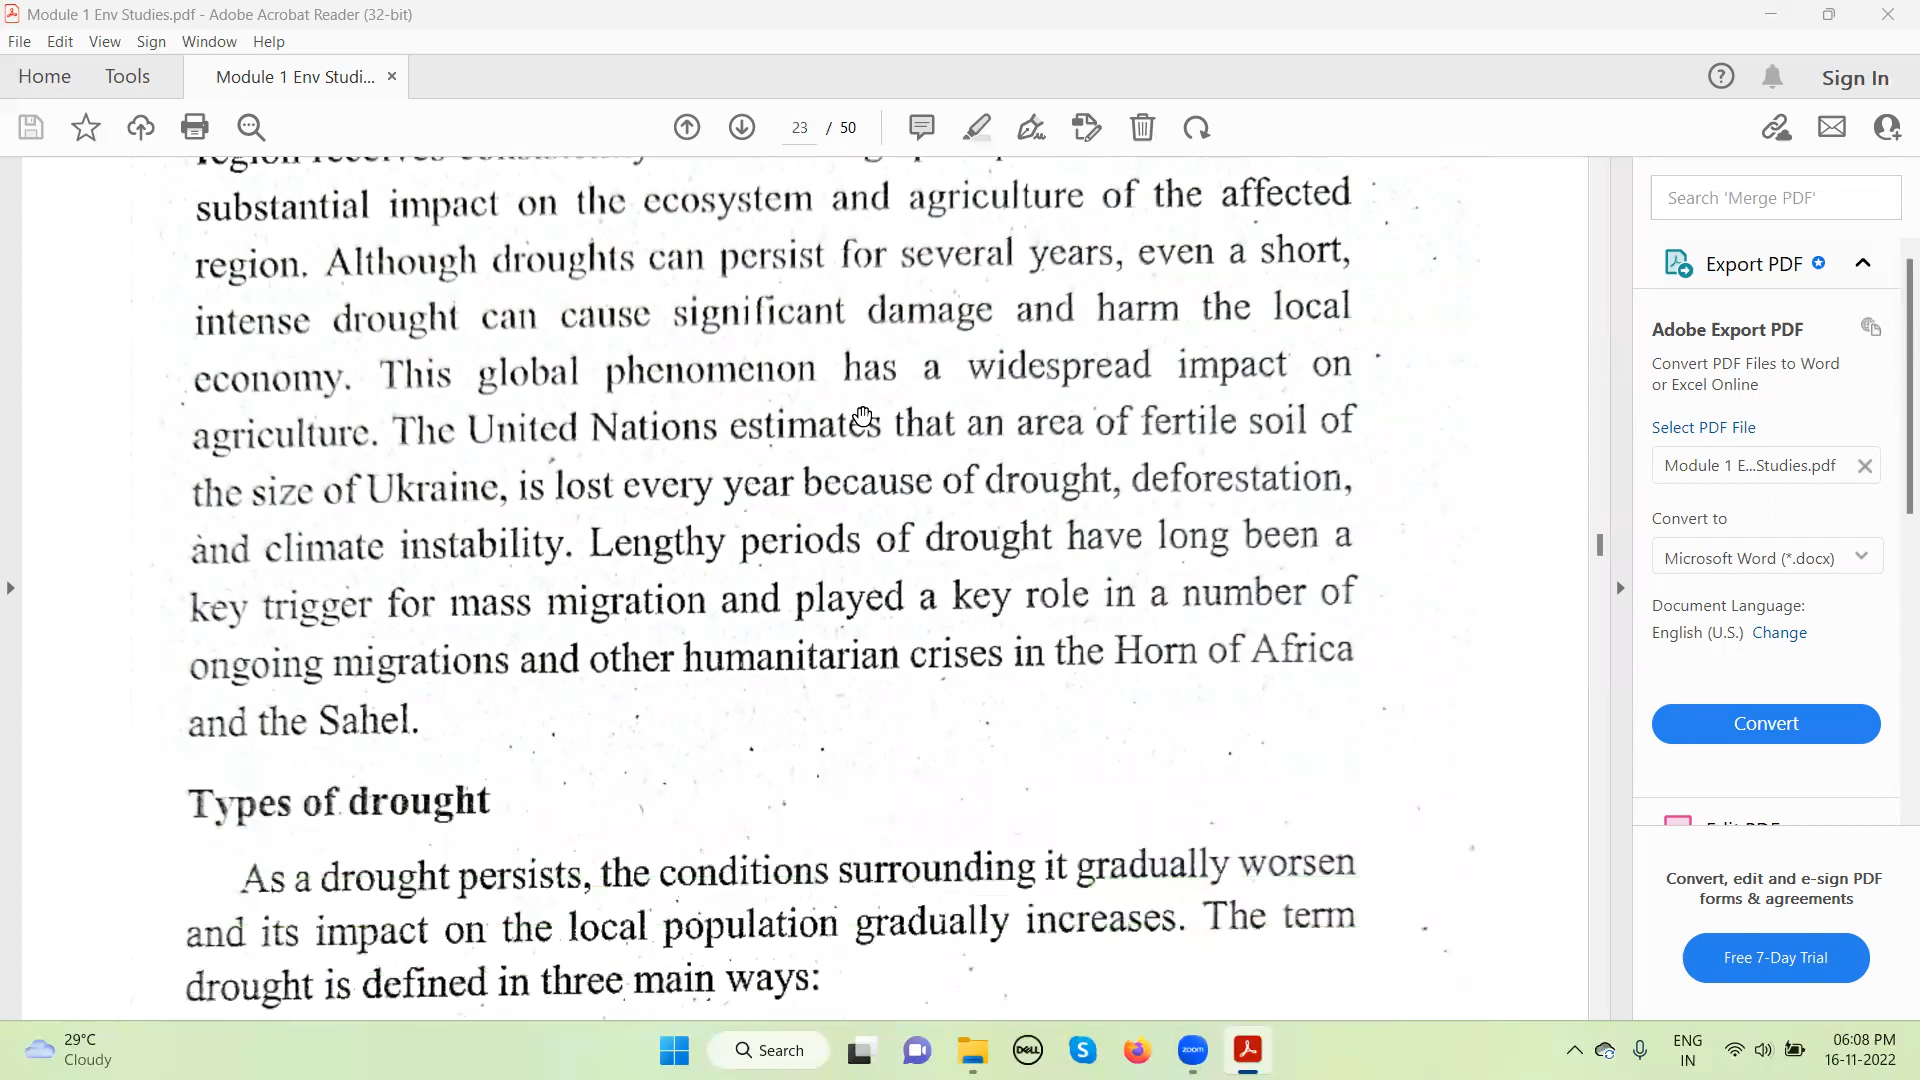 Module 1 Env Studies.pdf - Adobe Acrobat Reader (32-bit)
File Edit View Sign Window Help
Home Tools Module 1 Env Studi... × Sign In
23 / 50
substantial impact on the ecosystem and agriculture of the affected
region. Although droughts can persist for several years, even a short,
intense drought can cause significant damage and harm the local
economy. This global phenomenon has a widespread impact on
agriculture. The United Nations estimates that an area of fertile soil of
the size of Ukraine, is lost every year because of drought, deforestation,
and climate instability. Lengthy periods of drought have long been a
key trigger for mass migration and played a key role in a number of
ongoing migrations and other humanitarian crises in the Horn of Africa
and the Sahel.
Types of drought
As a drought persists, the conditions surrounding it gradually worsen
and its impact on the local population gradually increases. The term
drought is defined in three main ways:
Search 'Merge PDF'
Export PDF
Adobe Export PDF
Convert PDF Files to Word
or Excel Online
Select PDF File
Module 1 E...Studies.pdf
Convert to
Microsoft Word (*.docx)
Document Language:
English (U.S.) Change
Convert
Convert, edit and e-sign PDF
forms & agreements
Free 7-Day Trial
29°C
Cloudy
Search
DELL
zoom
ENG
IN
06:08 PM
16-11-2022